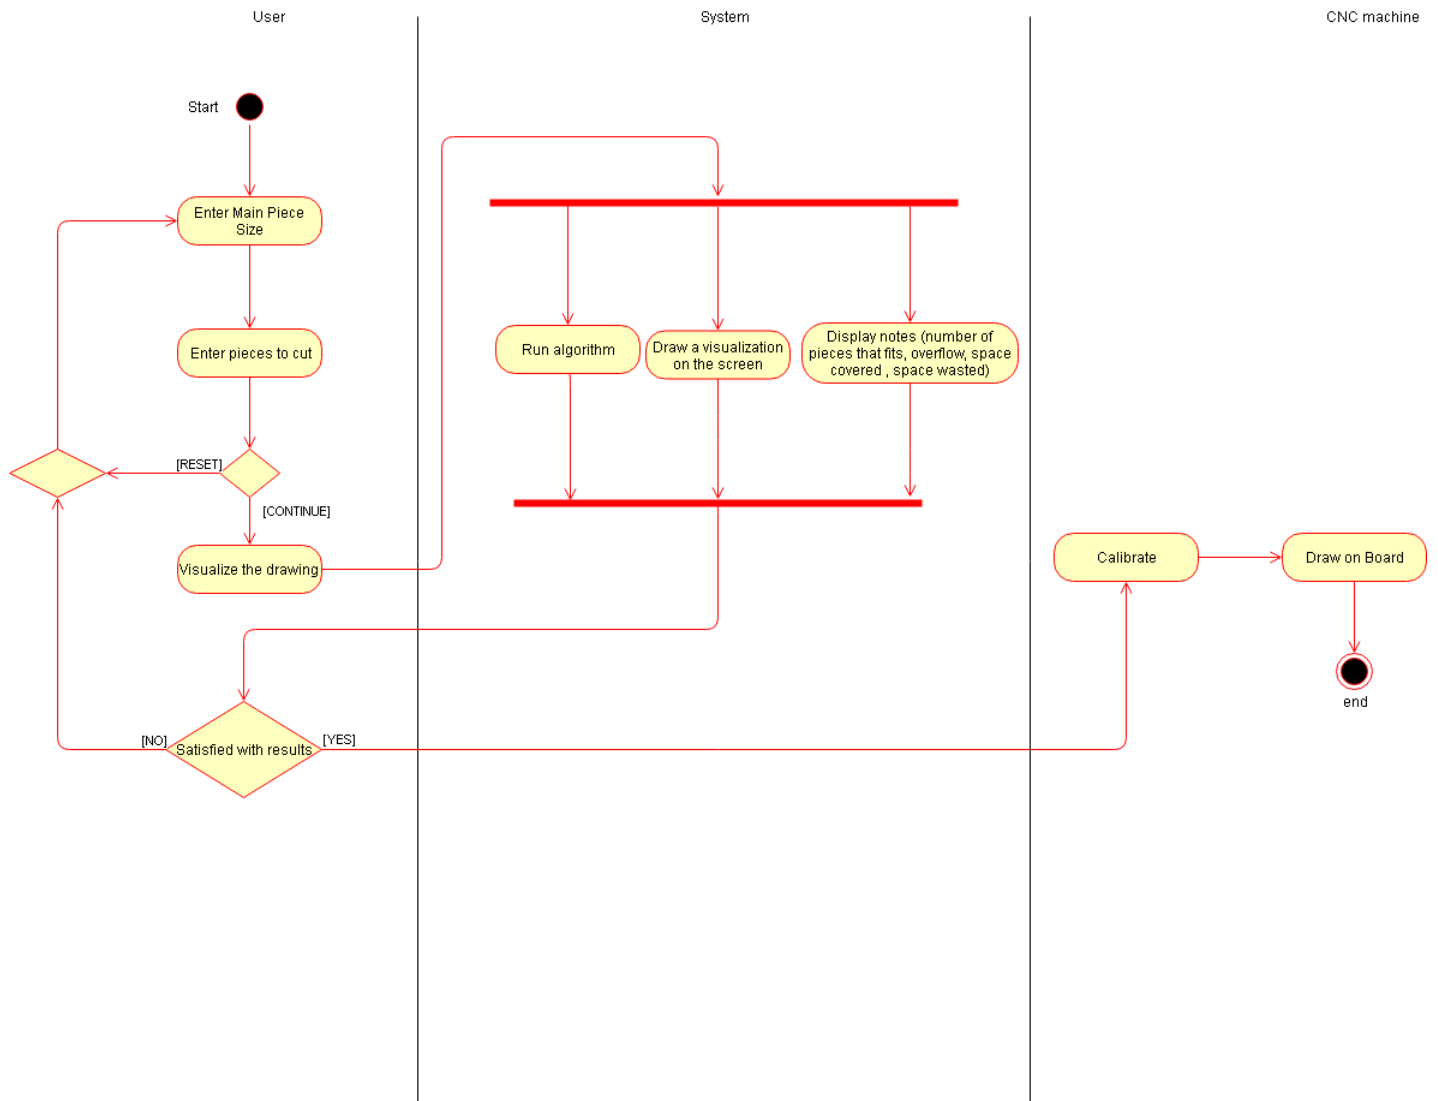 User
System
CNC machine
Start
Enter Main Piece
Size
Enter pieces to cut
[RESET]
[CONTINUE]
Visualize the drawing
Run algorithm
Draw a visualization
on the screen
Display notes (number of
pieces that fits, overflow, space
covered , space wasted)
Calibrate
Draw on Board
end
[NO]
Satisfied with results
[YES]